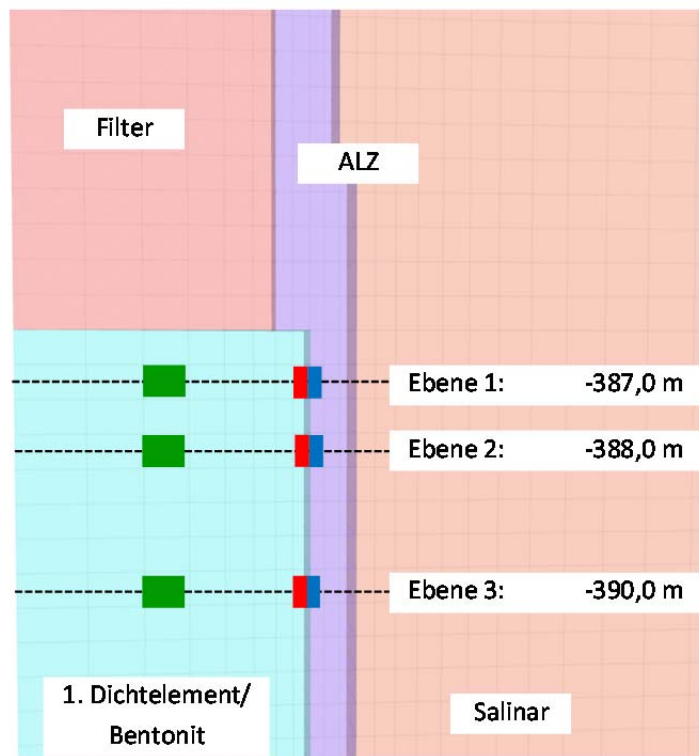 Filter
ALZ
Ebene 1: -387,0 m
Ebene 2: -388,0 m
Ebene 3: -390,0 m
1. Dichtelement/
Bentonit
Salinar